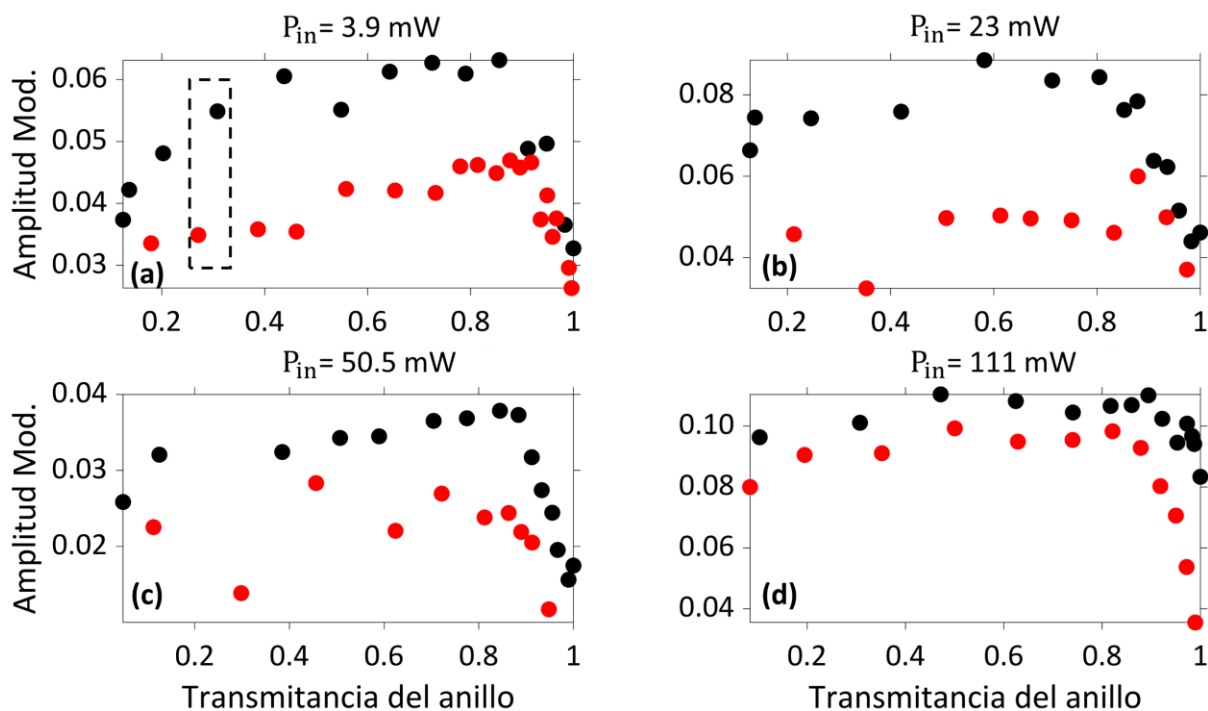 P_in= 3.9 mW
Amplitud Mod.
0.06
0.05
0.04
0.03
(a)
0.2 0.4 0.6 0.8 1
P_in= 23 mW
0.08
0.06
0.04
(b)
0.2 0.4 0.6 0.8 1
P_in= 50.5 mW
Amplitud Mod.
0.04
0.03
0.02
(c)
0.2 0.4 0.6 0.8 1
Transmitancia del anillo
P_in= 111 mW
0.10
0.08
0.06
0.04
(d)
0.2 0.4 0.6 0.8 1
Transmitancia del anillo